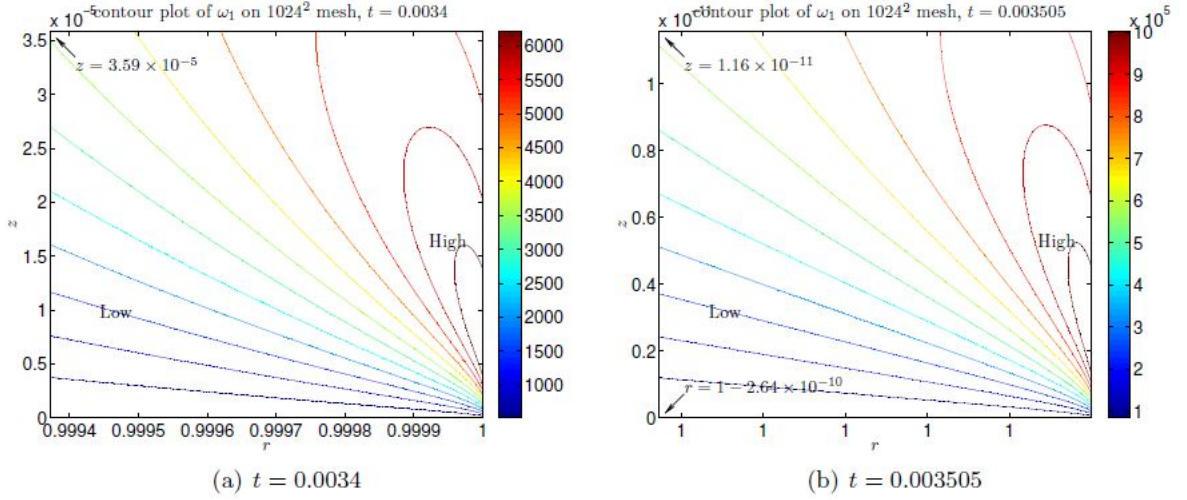 × 10⁻⁵ contour plot of ω₁ on 1024² mesh, t = 0.0034
3.5
3
2.5
2
1.5
1
0.5
0
z
z = 3.59 × 10⁻⁵
High
Low
0.9994 0.9995 0.9996 0.9997 0.9998 0.9999 1
r
6000
5500
5000
4500
4000
3500
3000
2500
2000
1500
1000
(a) t = 0.0034
contour plot of ω₁ on 1024² mesh, t = 0.003505
1
0.8
0.6
0.4
0.2
0
z
z = 1.16 × 10⁻¹¹
High
Low
r = 1 − 2.64 × 10⁻¹⁰
1 1 1 1 1
r
× 10⁵
10
9
8
7
6
5
4
3
2
(b) t = 0.003505